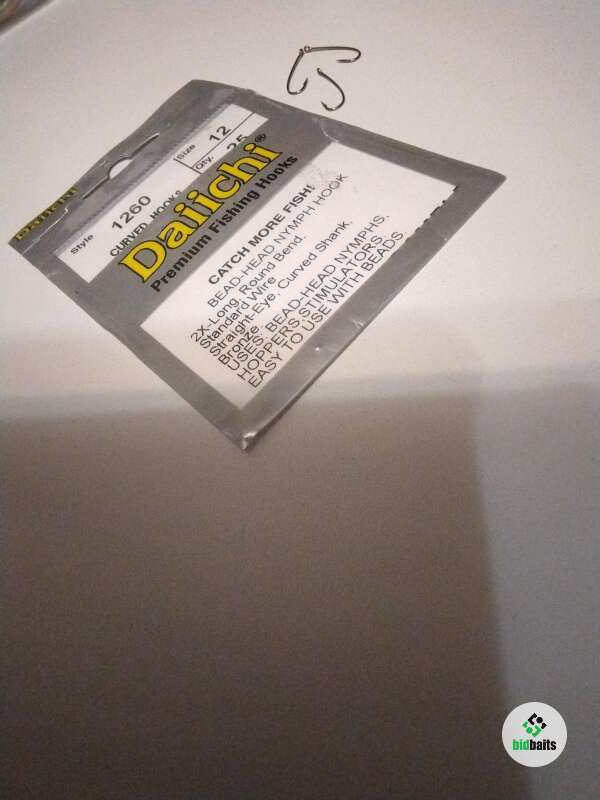 Daiichi
Style
1260
Size
12
Qty.
25
CURVED HOOKS
Daiichi®
Premium Fishing Hooks
CATCH MORE FISH!
BEAD-HEAD NYMPH HOOK
2X-Long, Round Bend,
Standard Wire,
Straight-Eye, Curved Shank,
Bronze
USES: BEAD-HEAD NYMPHS.
HOPPERS, STIMULATORS.
EASY TO USE WITH BEADS.
bidbaits